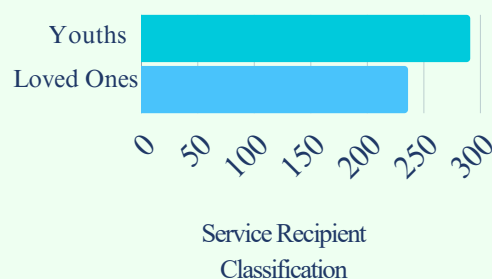 Youths
Loved Ones
0 50 100 150 200 250 300
Service Recipient
Classification